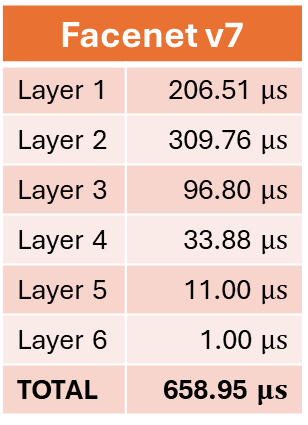 Facenet v7
Layer 1 206.51 µs
Layer 2 309.76 µs
Layer 3 96.80 µs
Layer 4 33.88 µs
Layer 5 11.00 µs
Layer 6 1.00 µs
TOTAL 658.95 µs